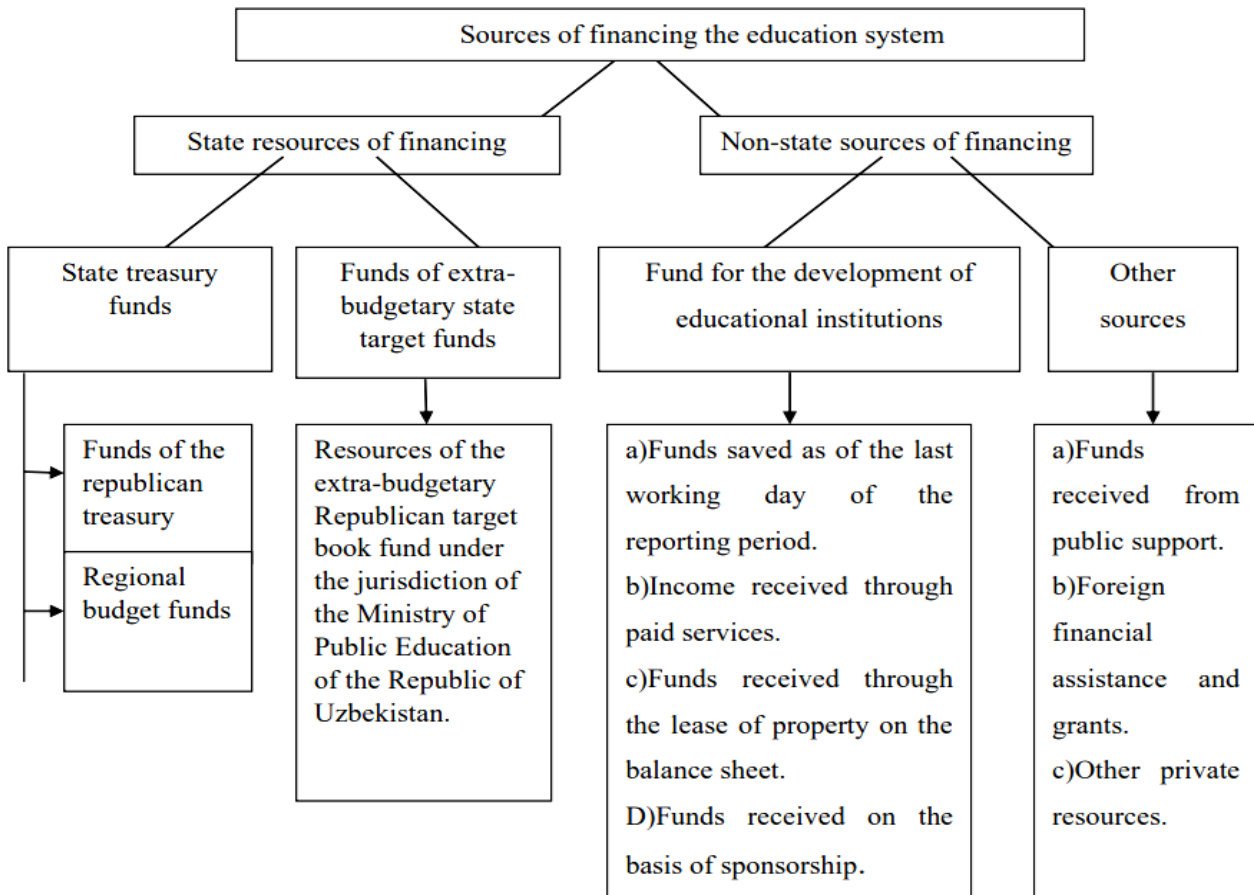 Sources of financing the education system
State resources of financing
Non-state sources of financing
State treasury
funds
Funds of extra-
budgetary state
target funds
Fund for the development of
educational institutions
Other
sources
Funds of the
republican
treasury
Regional
budget funds
Resources of the
extra-budgetary
Republican target
book fund under
the jurisdiction of
the Ministry of
Public Education
of the Republic of
Uzbekistan.
a)Funds saved as of the last
working day of the
reporting period.
b)Income received through
paid services.
c)Funds received through
the lease of property on the
balance sheet.
D)Funds received on the
basis of sponsorship.
a)Funds
received from
public support.
b)Foreign
financial
assistance and
grants.
c)Other private
resources.